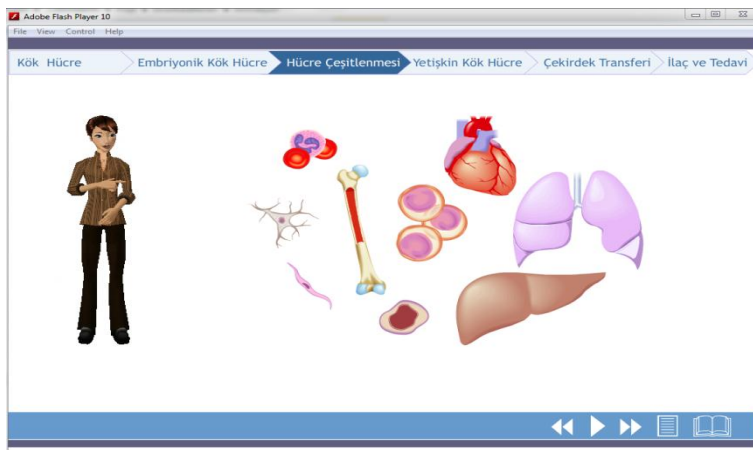 Adobe Flash Player 10
File View Control Help
Kök Hücre Embriyonik Kök Hücre Hücre Çeşitlenmesi Yetişkin Kök Hücre Çekirdek Transferi İlaç ve Tedavi